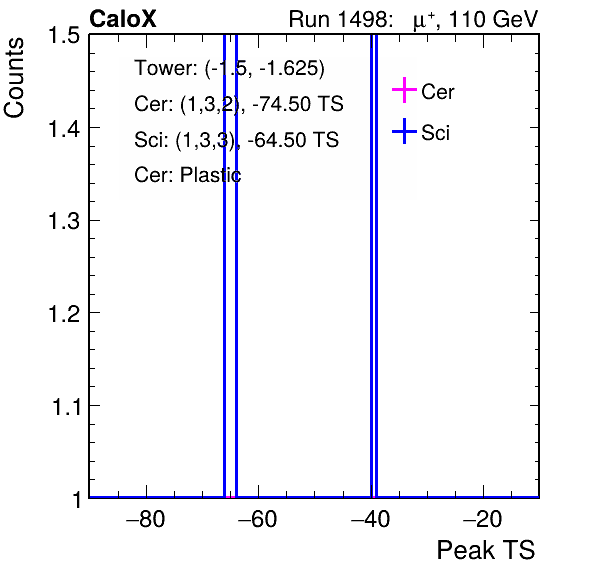 CaloX Run 1498: μ⁺, 110 GeV
Counts
1.5
1.4
1.3
1.2
1.1
1
Tower: (-1.5, -1.625)
Cer: (1,3,2), -74.50 TS
Sci: (1,3,3), -64.50 TS
Cer: Plastic
Cer
Sci
−80 −60 −40 −20
Peak TS